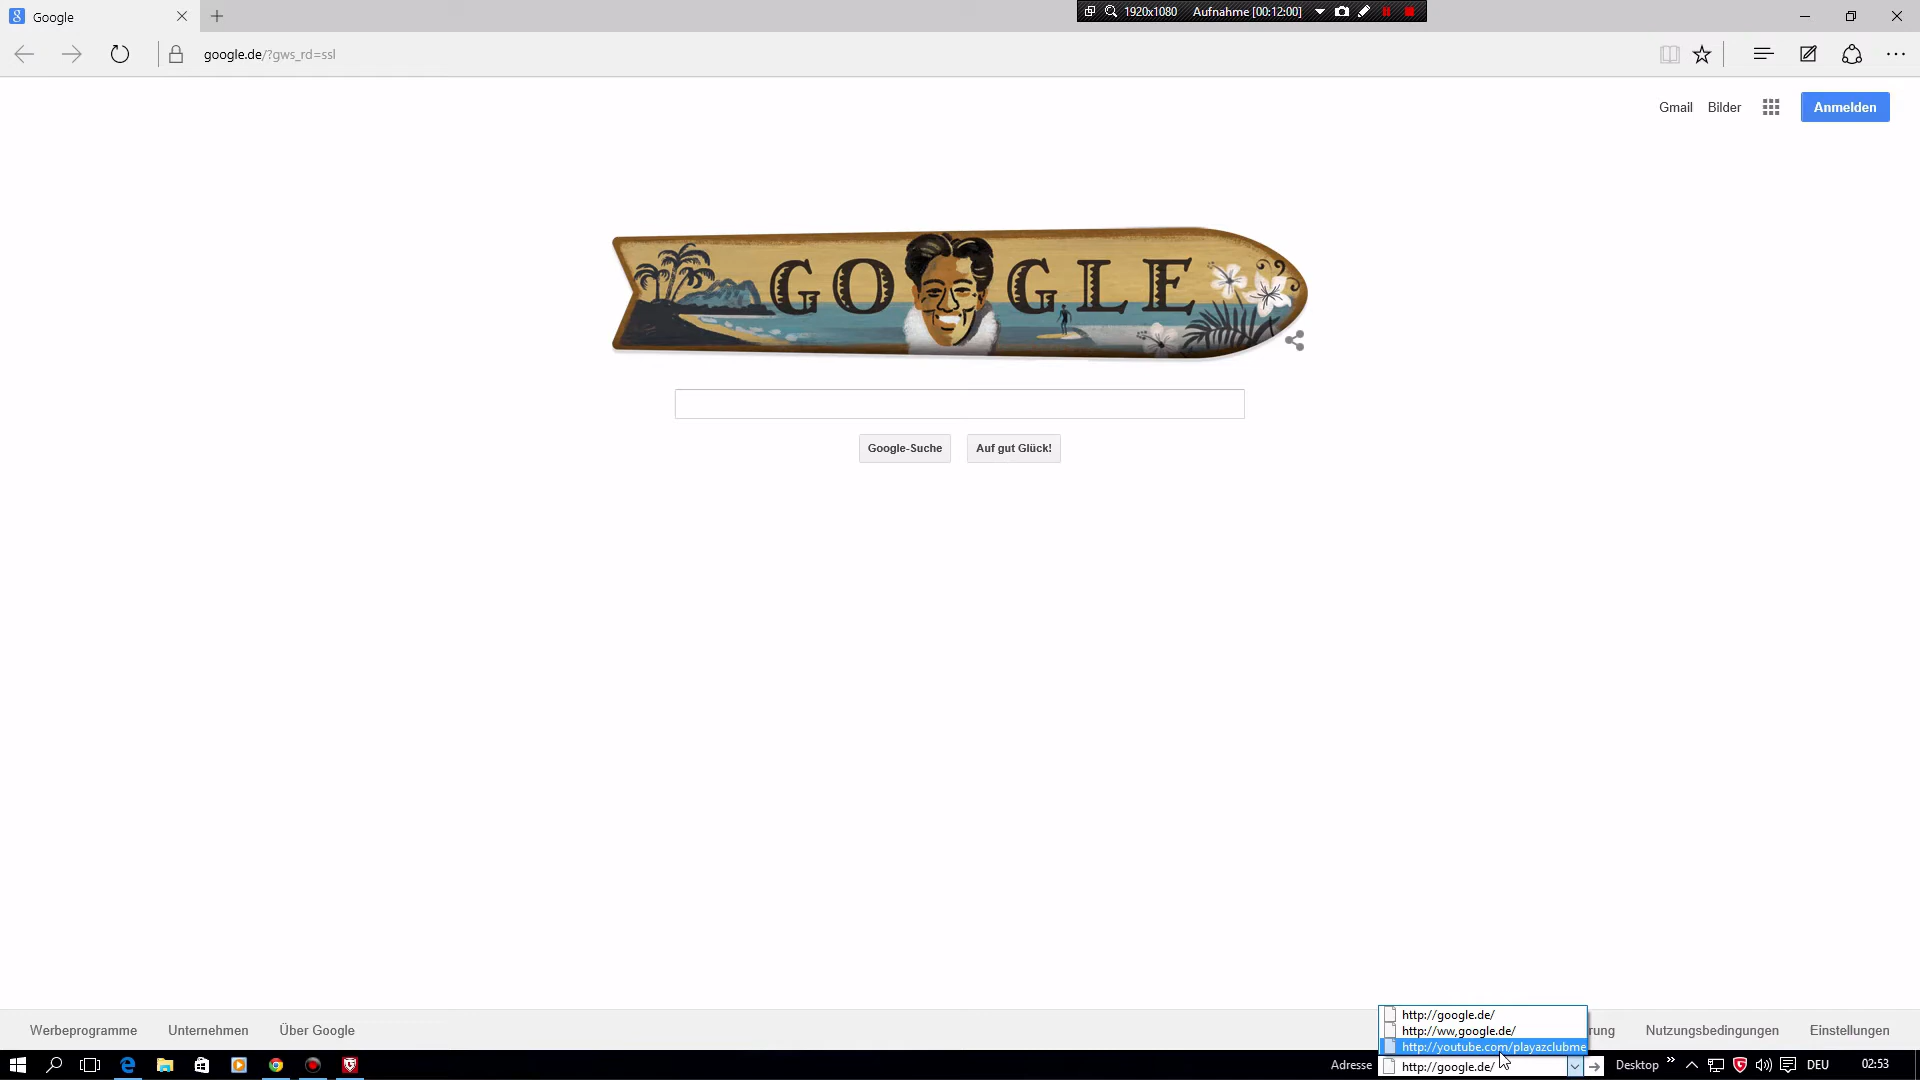 Google
1920x1080 Aufnahme [00:12:00]
google.de/?gws_rd=ssl
Gmail Bilder Anmelden
GO GLE
Google-Suche Auf gut Glück!
Werbeprogramme Unternehmen Über Google
rung Nutzungsbedingungen Einstellungen
http://google.de/
http://ww,google.de/
http://youtube.com/playazclubme
Adresse http://google.de/ Desktop DEU 02:53